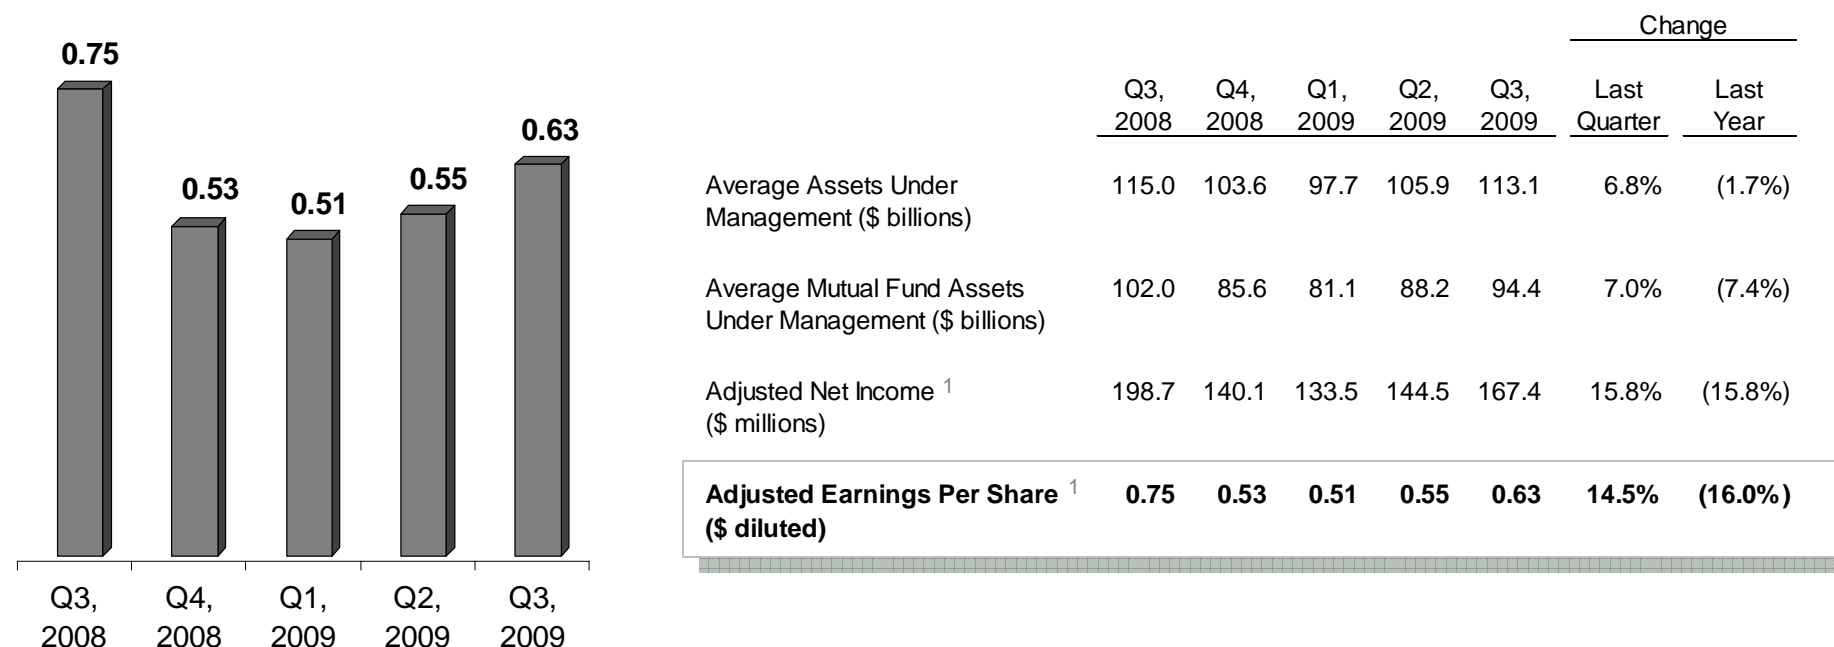 0.75
0.53
0.51
0.55
0.63
Q3, Q4, Q1, Q2, Q3,
2008 2008 2009 2009 2009
Change
Q3, Q4, Q1, Q2, Q3, Last Last
2008 2008 2009 2009 2009 Quarter Year
Average Assets Under 115.0 103.6 97.7 105.9 113.1 6.8% (1.7%)
Management ($ billions)
Average Mutual Fund Assets 102.0 85.6 81.1 88.2 94.4 7.0% (7.4%)
Under Management ($ billions)
Adjusted Net Income 1 198.7 140.1 133.5 144.5 167.4 15.8% (15.8%)
($ millions)
Adjusted Earnings Per Share 1 0.75 0.53 0.51 0.55 0.63 14.5% (16.0%)
($ diluted)